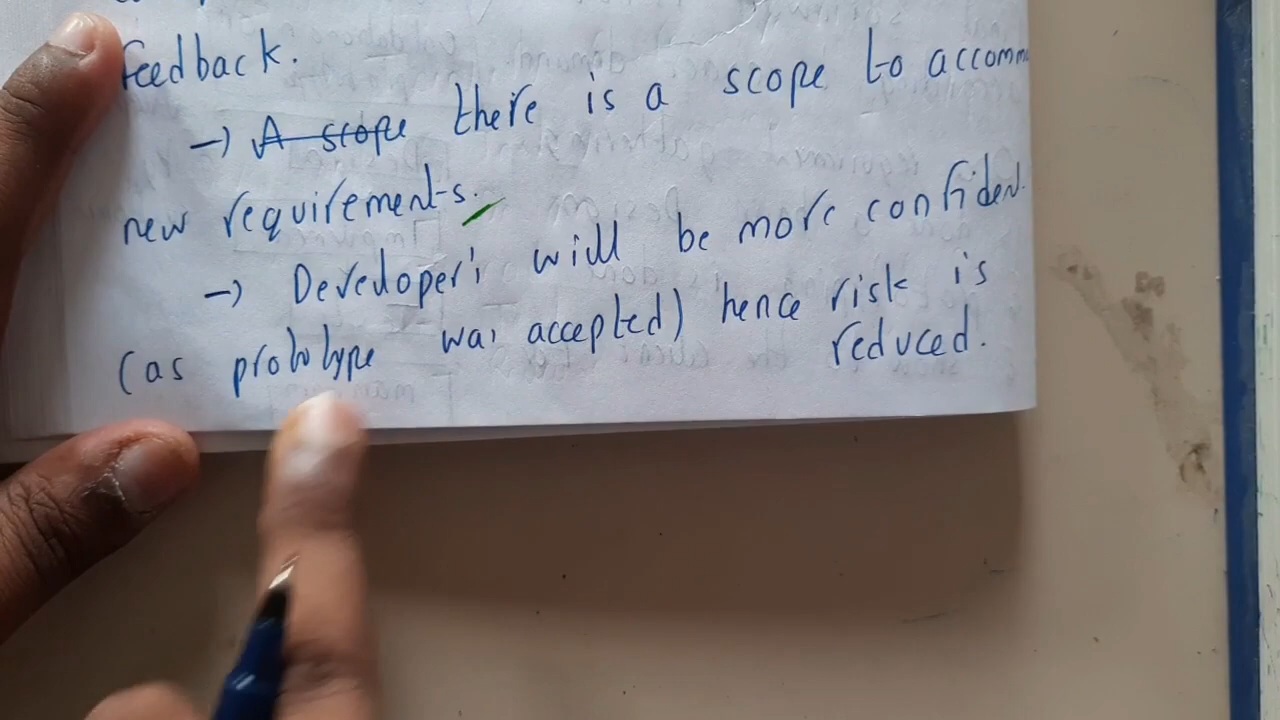 feedback.
→ A scope there is a scope to accomm
new requirements.
→ Developer's will be more confident
(as prototype was accepted) hence risk is
reduced.